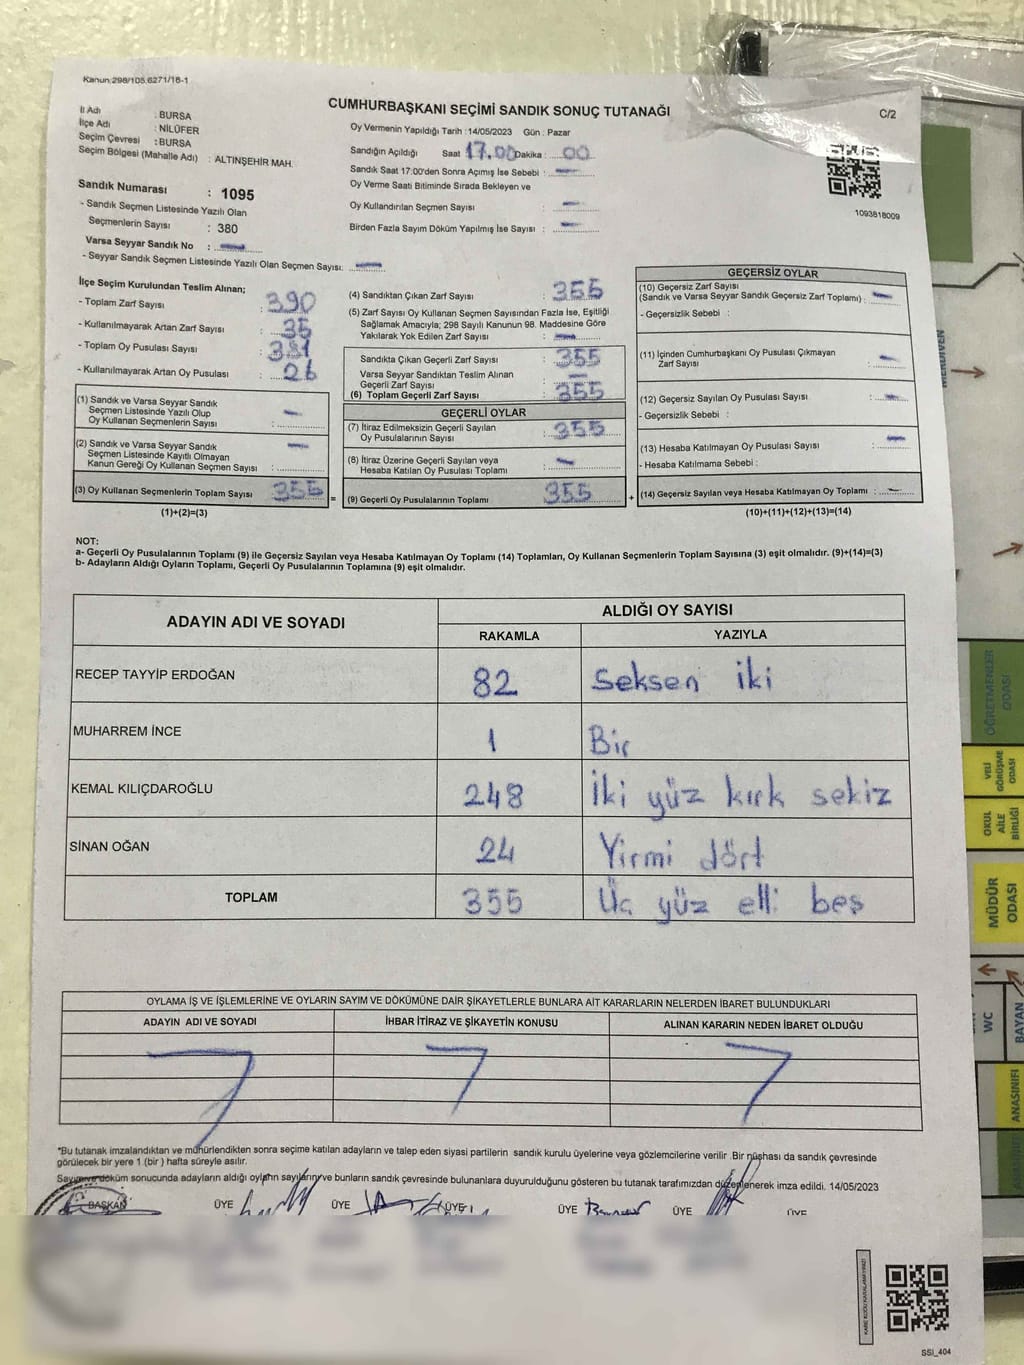 Kanun:298/105,6271/16-1
CUMHURBAŞKANI SEÇİMİ SANDIK SONUÇ TUTANAĞI
C/2
İl Adı : BURSA
İlçe Adı : NİLÜFER
Seçim Çevresi : BURSA
Seçim Bölgesi (Mahalle Adı) : ALTINŞEHİR MAH.
Sandık Numarası : 1095
- Sandık Seçmen Listesinde Yazılı Olan
Seçmenlerin Sayısı : 380
Varsa Seyyar Sandık No : —
- Seyyar Sandık Seçmen Listesinde Yazılı Olan Seçmen Sayısı: —
Oy Vermenin Yapıldığı Tarih : 14/05/2023 Gün : Pazar
Sandığın Açıldığı Saat 17.00 Dakika : 00
Sandık Saat 17:00'den Sonra Açımış İse Sebebi : —
Oy Verme Saati Bitiminde Sırada Bekleyen ve
Oy Kullandırılan Seçmen Sayısı : —
Birden Fazla Sayım Döküm Yapılmış İse Sayısı : —
1093818009
İlçe Seçim Kurulundan Teslim Alınan;
- Toplam Zarf Sayısı : 390
- Kullanılmayarak Artan Zarf Sayısı : 35
- Toplam Oy Pusulası Sayısı : 381
- Kullanılmayarak Artan Oy Pusulası : 26
(1) Sandık ve Varsa Seyyar Sandık
Seçmen Listesinde Yazılı Olup
Oy Kullanan Seçmenlerin Sayısı : —
(2) Sandık ve Varsa Seyyar Sandık
Seçmen Listesinde Kayıtlı Olmayan
Kanun Gereği Oy Kullanan Seçmen Sayısı : —
(3) Oy Kullanan Seçmenlerin Toplam Sayısı : 355 =
(1)+(2)=(3)
(4) Sandıktan Çıkan Zarf Sayısı : 355
(5) Zarf Sayısı Oy Kullanan Seçmen Sayısından Fazla İse, Eşitliği
Sağlamak Amacıyla; 298 Sayılı Kanunun 98. Maddesine Göre
Yakılarak Yok Edilen Zarf Sayısı : —
Sandıkta Çıkan Geçerli Zarf Sayısı : 355
Varsa Seyyar Sandıktan Teslim Alınan
Geçerli Zarf Sayısı : —
(6) Toplam Geçerli Zarf Sayısı : 355
GEÇERLİ OYLAR
(7) İtiraz Edilmeksizin Geçerli Sayılan
Oy Pusulalarının Sayısı : 355
(8) İtiraz Üzerine Geçerli Sayılan veya
Hesaba Katılan Oy Pusulası Toplamı : —
(9) Geçerli Oy Pusulalarının Toplamı 355 +
GEÇERSİZ OYLAR
(10) Geçersiz Zarf Sayısı
(Sandık ve Varsa Seyyar Sandık Geçersiz Zarf Toplamı) : —
- Geçersizlik Sebebi :
(11) İçinden Cumhurbaşkanı Oy Pusulası Çıkmayan
Zarf Sayısı : —
(12) Geçersiz Sayılan Oy Pusulası Sayısı : —
- Geçersizlik Sebebi :
(13) Hesaba Katılmayan Oy Pusulası Sayısı : —
- Hesaba Katılmama Sebebi :
(14) Geçersiz Sayılan veya Hesaba Katılmayan Oy Toplamı : —
(10)+(11)+(12)+(13)=(14)
NOT:
a- Geçerli Oy Pusulalarının Toplamı (9) ile Geçersiz Sayılan veya Hesaba Katılmayan Oy Toplamı (14) Toplamları, Oy Kullanan Seçmenlerin Toplam Sayısına (3) eşit olmalıdır. (9)+(14)=(3)
b- Adayların Aldığı Oyların Toplamı, Geçerli Oy Pusulalarının Toplamına (9) eşit olmalıdır.
ADAYIN ADI VE SOYADI
ALDIĞI OY SAYISI
RAKAMLA YAZIYLA
RECEP TAYYİP ERDOĞAN 82 Seksen iki
MUHARREM İNCE 1 Bir
KEMAL KILIÇDAROĞLU 248 İki yüz kırk sekiz
SİNAN OĞAN 24 Yirmi dört
TOPLAM 355 Üç yüz elli beş
OYLAMA İŞ VE İŞLEMLERİNE VE OYLARIN SAYIM VE DÖKÜMÜNE DAİR ŞİKAYETLERLE BUNLARA AİT KARARLARIN NELERDEN İBARET BULUNDUKLARI
ADAYIN ADI VE SOYADI İHBAR İTİRAZ VE ŞİKAYETİN KONUSU ALINAN KARARIN NEDEN İBARET OLDUĞU
*Bu tutanak imzalandıktan ve mühürlendikten sonra seçime katılan adayların ve talep eden siyasi partilerin sandık kurulu üyelerine veya gözlemcilerine verilir .Bir nüshası da sandık çevresinde
görülecek bir yere 1 (bir ) hafta süreyle asılır.
Sayım ve döküm sonucunda adayların aldığı oyların sayılarını ve bunların sandık çevresinde bulunanlara duyurulduğunu gösteren bu tutanak tarafımızdan düzenlenerek imza edildi. 14/05/2023
BAŞKAN ÜYE ÜYE ÜYE ÜYE ÜYE ÜYE
SSİ_404
MERDİVEN
ÖĞRETMENLER
ODASI
VELİ
GÖRÜŞME
ODASI
OKUL
AİLE
BİRLİĞİ
MÜDÜR
ODASI
WC
BAYAN
ANASINIFI